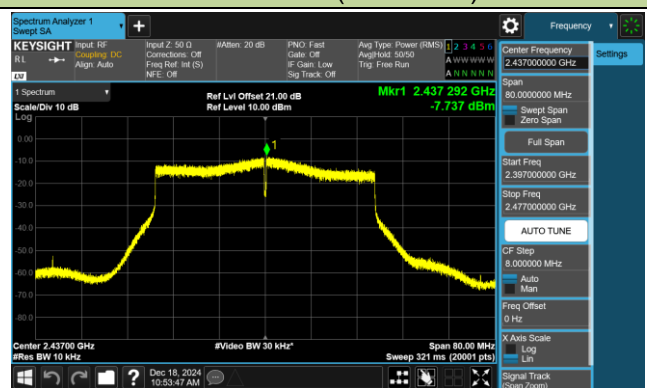 Spectrum Analyzer 1
Swept SA
Frequency
KEYSIGHT
RL
Input: RF
Coupling: DC
Align: Auto
Input Z: 50 Ω
Corrections: Off
Freq Ref: Int (S)
NFE: Off
#Atten: 20 dB
PNO: Fast
Gate: Off
IF Gain: Low
Sig Track: Off
Avg Type: Power (RMS)
Avg|Hold: 50/50
Trig: Free Run
1 2 3 4 5 6
A W W W W W
A N N N N N
1 Spectrum
Scale/Div 10 dB
Log
Ref Lvl Offset 21.00 dB
Ref Level 10.00 dBm
Mkr1 2.437 292 GHz
-7.737 dBm
1
0.00
-10.0
-20.0
-30.0
-40.0
-50.0
-60.0
-70.0
-80.0
Center 2.43700 GHz
#Res BW 10 kHz
#Video BW 30 kHz*
Span 80.00 MHz
Sweep 321 ms (20001 pts)
Dec 18, 2024
10:53:47 AM
Center Frequency
2.437000000 GHz
Settings
Span
80.0000000 MHz
Swept Span
Zero Span
Full Span
Start Freq
2.397000000 GHz
Stop Freq
2.477000000 GHz
AUTO TUNE
CF Step
8.000000 MHz
Auto
Man
Freq Offset
0 Hz
X Axis Scale
Log
Lin
Signal Track
(Span Zoom)